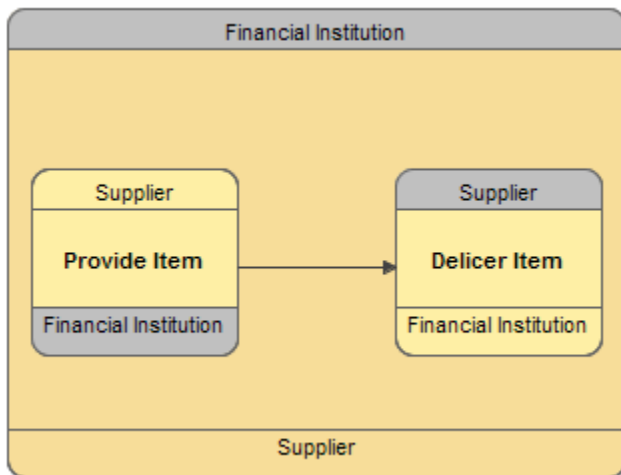 Financial Institution
Supplier
Provide Item
Financial Institution
Supplier
Delicer Item
Financial Institution
Supplier